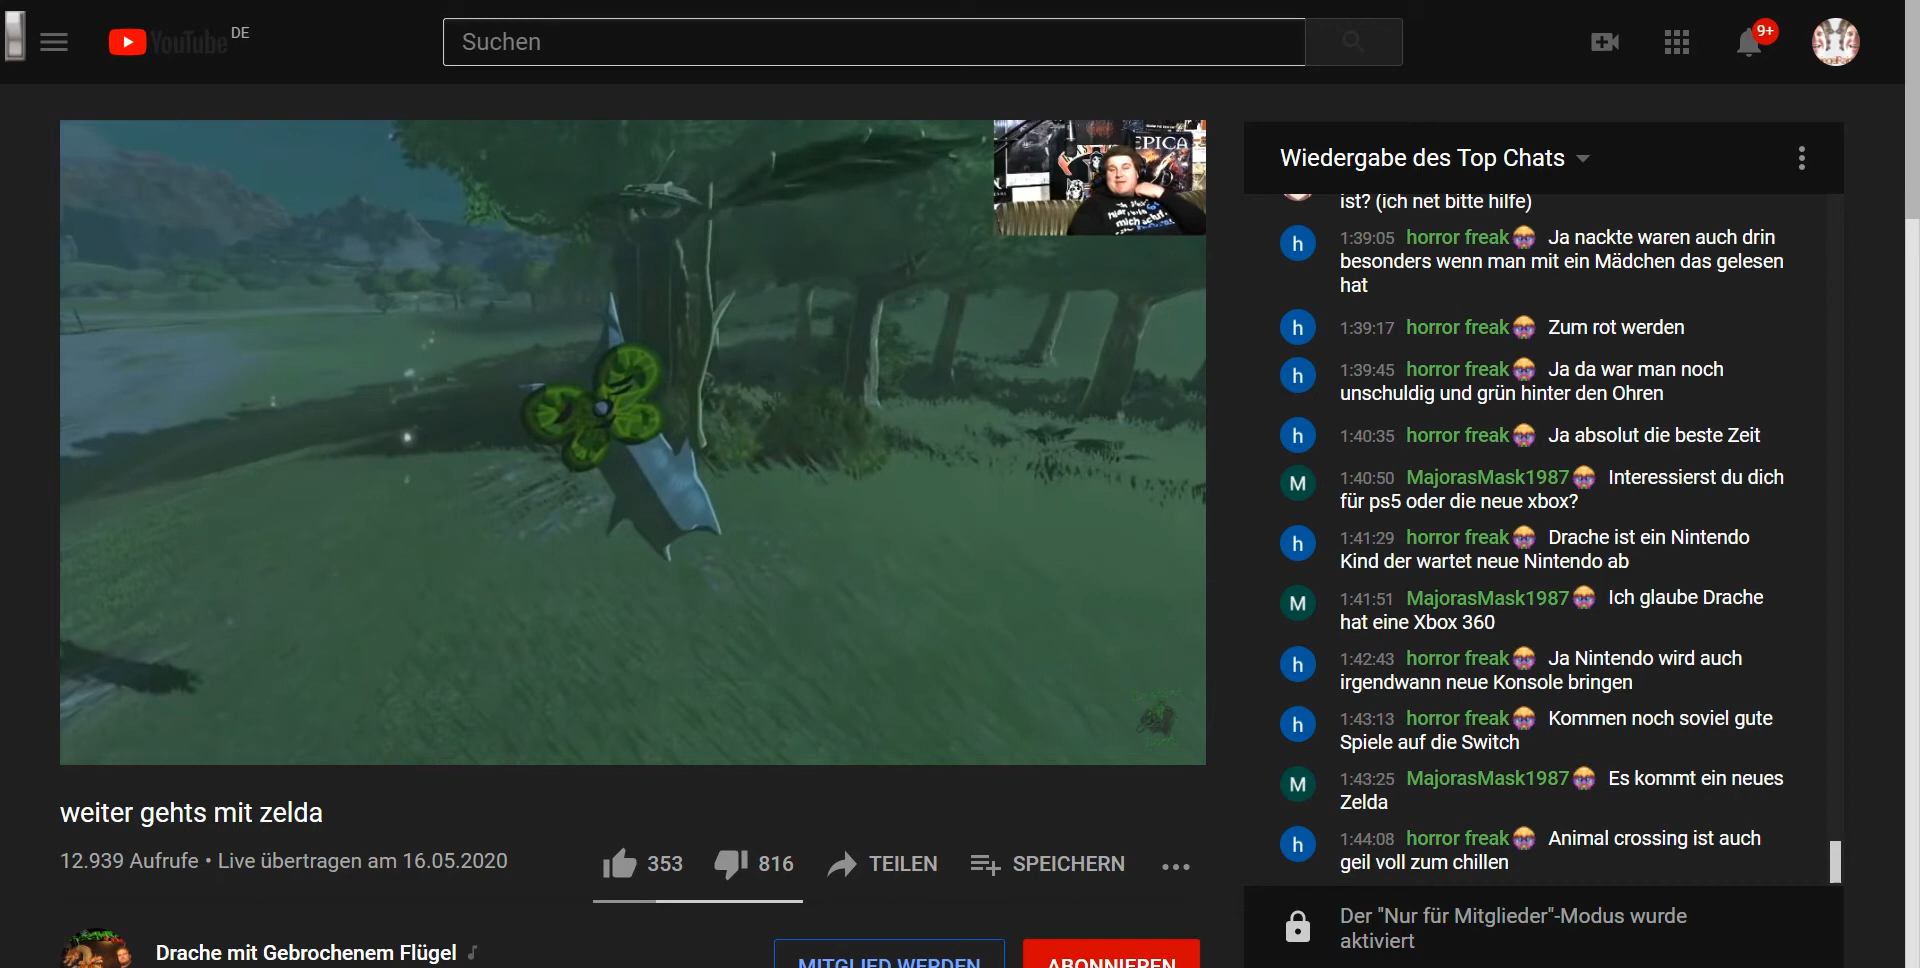 YouTube DE
Suchen
9+
EPICA
Wiedergabe des Top Chats
ist? (ich net bitte hilfe)
h
1:39:05 horror freak Ja nackte waren auch drin
besonders wenn man mit ein Mädchen das gelesen
hat
h
1:39:17 horror freak Zum rot werden
h
1:39:45 horror freak Ja da war man noch
unschuldig und grün hinter den Ohren
h
1:40:35 horror freak Ja absolut die beste Zeit
M
1:40:50 MajorasMask1987 Interessierst du dich
für ps5 oder die neue xbox?
h
1:41:29 horror freak Drache ist ein Nintendo
Kind der wartet neue Nintendo ab
M
1:41:51 MajorasMask1987 Ich glaube Drache
hat eine Xbox 360
h
1:42:43 horror freak Ja Nintendo wird auch
irgendwann neue Konsole bringen
h
1:43:13 horror freak Kommen noch soviel gute
Spiele auf die Switch
M
1:43:25 MajorasMask1987 Es kommt ein neues
Zelda
h
1:44:08 horror freak Animal crossing ist auch
geil voll zum chillen
Der "Nur für Mitglieder"-Modus wurde
aktiviert
weiter gehts mit zelda
12.939 Aufrufe • Live übertragen am 16.05.2020
353 816 TEILEN SPEICHERN
Drache mit Gebrochenem Flügel
MITGLIED WERDEN ABONNIEREN